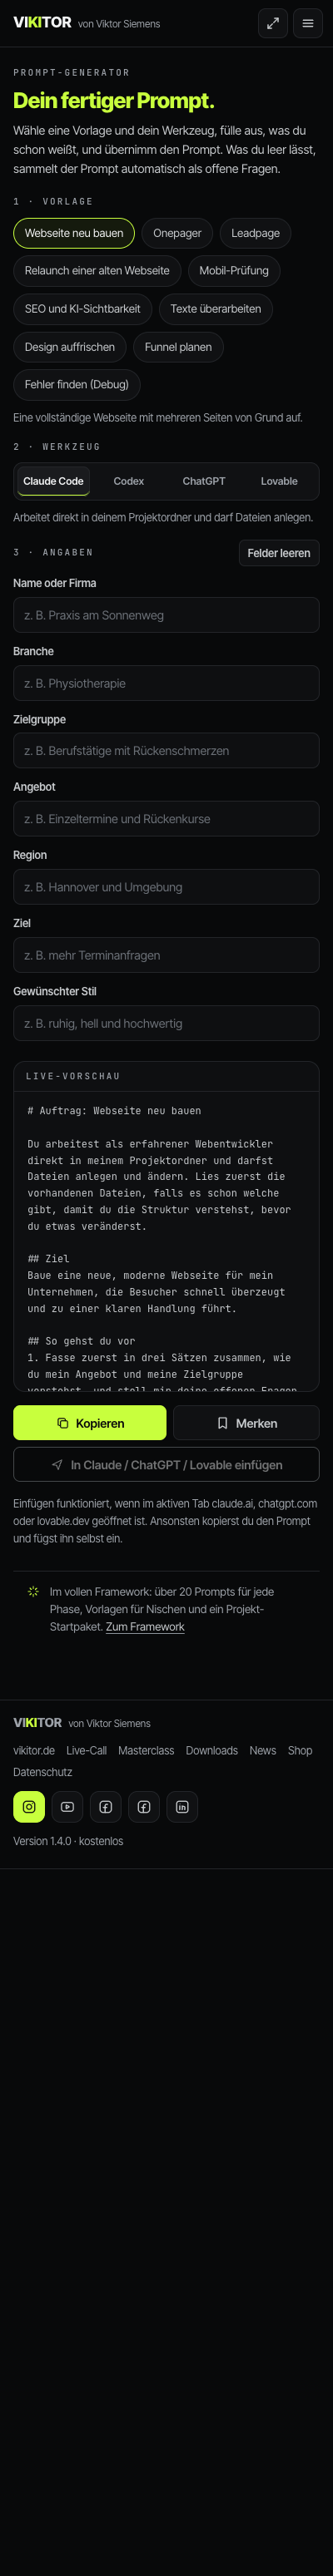 VIKITOR von Viktor Siemens
PROMPT-GENERATOR
Dein fertiger Prompt.
Wähle eine Vorlage und dein Werkzeug, fülle aus, was du
schon weißt, und übernimm den Prompt. Was du leer lässt,
sammelt der Prompt automatisch als offene Fragen.
1 · VORLAGE
Webseite neu bauen Onepager Leadpage
Relaunch einer alten Webseite Mobil-Prüfung
SEO und KI-Sichtbarkeit Texte überarbeiten
Design auffrischen Funnel planen
Fehler finden (Debug)
Eine vollständige Webseite mit mehreren Seiten von Grund auf.
2 · WERKZEUG
Claude Code Codex ChatGPT Lovable
Arbeitet direkt in deinem Projektordner und darf Dateien anlegen.
3 · ANGABEN Felder leeren
Name oder Firma
z. B. Praxis am Sonnenweg
Branche
z. B. Physiotherapie
Zielgruppe
z. B. Berufstätige mit Rückenschmerzen
Angebot
z. B. Einzeltermine und Rückenkurse
Region
z. B. Hannover und Umgebung
Ziel
z. B. mehr Terminanfragen
Gewünschter Stil
z. B. ruhig, hell und hochwertig
LIVE-VORSCHAU
# Auftrag: Webseite neu bauen
Du arbeitest als erfahrener Webentwickler
direkt in meinem Projektordner und darfst
Dateien anlegen und ändern. Lies zuerst die
vorhandenen Dateien, falls es schon welche
gibt, damit du die Struktur verstehst, bevor
du etwas veränderst.
## Ziel
Baue eine neue, moderne Webseite für mein
Unternehmen, die Besucher schnell überzeugt
und zu einer klaren Handlung führt.
## So gehst du vor
1. Fasse zuerst in drei Sätzen zusammen, wie
du mein Angebot und meine Zielgruppe
verstehst, und stell mir deine offenen Fragen
Kopieren Merken
In Claude / ChatGPT / Lovable einfügen
Einfügen funktioniert, wenn im aktiven Tab claude.ai, chatgpt.com
oder lovable.dev geöffnet ist. Ansonsten kopierst du den Prompt
und fügst ihn selbst ein.
Im vollen Framework: über 20 Prompts für jede
Phase, Vorlagen für Nischen und ein Projekt-
Startpaket. Zum Framework
VIKITOR von Viktor Siemens
vikitor.de Live-Call Masterclass Downloads News Shop
Datenschutz
Version 1.4.0 · kostenlos